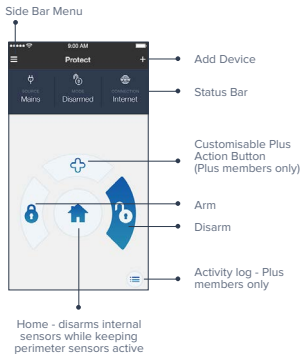 Side Bar Menu
9:00 AM
Protect
Add Device
SOURCE MODE CONNECTION
Mains Disarmed Internet
Status Bar
Customisable Plus
Action Button
(Plus members only)
Arm
Disarm
Activity log - Plus
members only
Home - disarms internal
sensors while keeping
perimeter sensors active